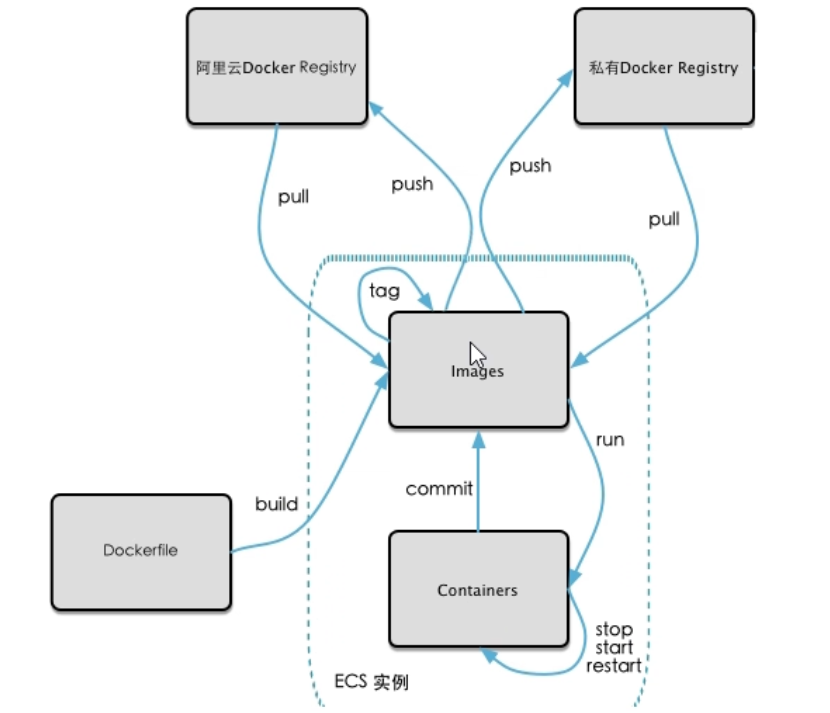 阿里云Docker Registry
私有Docker Registry
pull
push
push
pull
tag
Images
run
build
commit
Dockerfile
Containers
stop
start
restart
ECS 实例